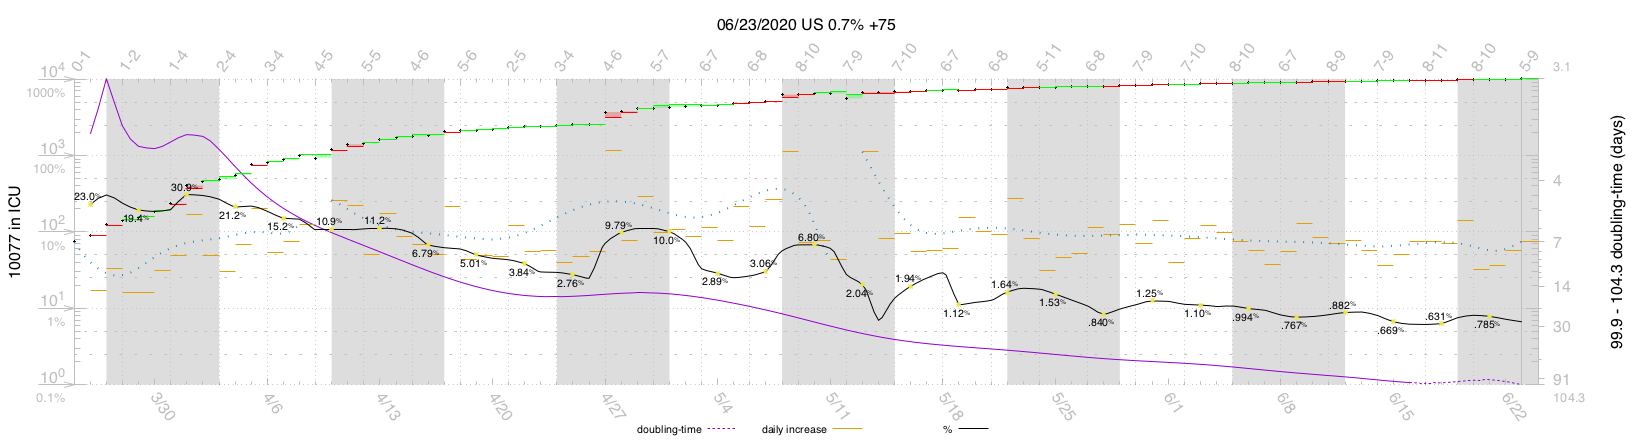 06/23/2020 US 0.7% +75
0-1 1-2 1-4 2-4 4-5 5-5 4-6 5-6 2-5 3-4 4-6 5-6 6-7 6-8 8-10 7-9 7-10 6-7 6-8 5-11 6-8 7-9 7-10 8-9 6-7 8-9 7-9 8-11 8-10 5-9
10⁴ 3.1
1000%
10³
100% 4
10² 7
10% 14
10¹
1% 30
10⁰ 91
0.1% 104.3
10077 in ICU
99.9 - 104.3 doubling-time (days)
23.0% 19.4% 30.9% 21.2% 15.2% 10.9% 11.2% 6.79% 5.01% 3.84% 2.76% 9.79% 10.0% 2.89% 3.06% 6.80% 2.04% 1.94% 1.12% 1.64% 1.53% .840% 1.25% 1.10% .994% .767% .882% .669% .631% .785%
3/30 4/6 4/13 4/20 4/27 5/4 5/11 5/18 5/25 6/1 6/8 6/15 6/22
doubling-time daily increase %